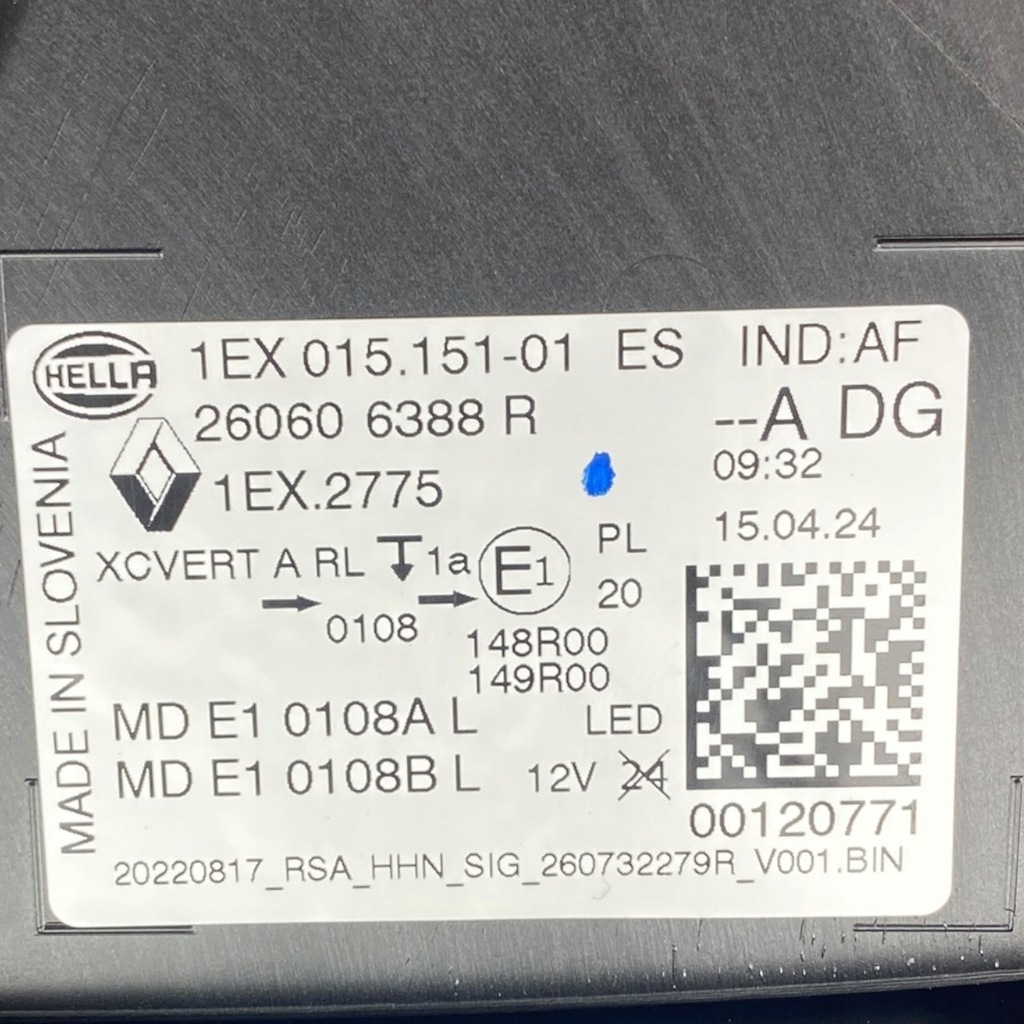 HELLA 1EX 015.151-01 ES IND:AF
26060 6388 R --A DG
1EX.2775 09:32
15.04.24
XCVERT A RL 1a E1 PL
0108 20
148R00
149R00
MD E1 0108A L LED
MD E1 0108B L 12V 24
00120771
20220817_RSA_HHN_SIG_260732279R_V001.BIN
MADE IN SLOVENIA